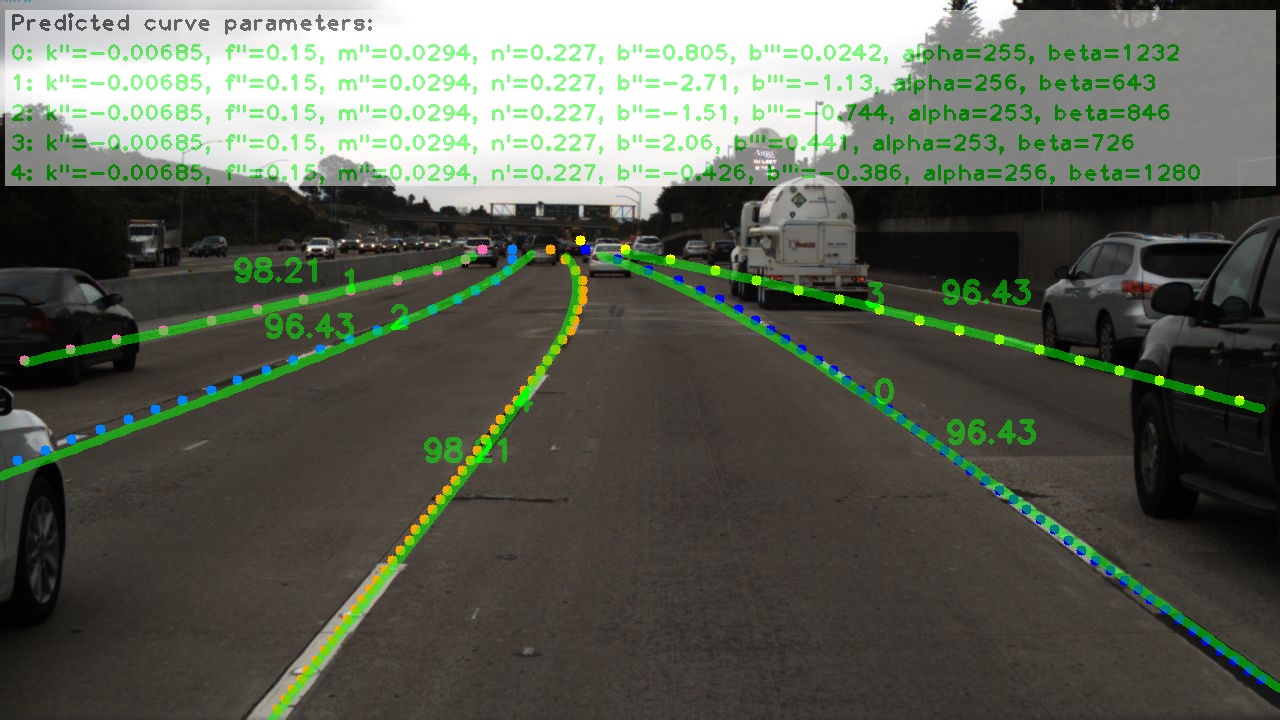 Predicted curve parameters:
0: k''=-0.00685, f''=0.15, m''=0.0294, n'=0.227, b''=0.805, b'''=0.0242, alpha=255, beta=1232
1: k''=-0.00685, f''=0.15, m''=0.0294, n'=0.227, b''=-2.71, b'''=-1.13, alpha=256, beta=643
2: k''=-0.00685, f''=0.15, m''=0.0294, n'=0.227, b''=-1.51, b'''=-0.744, alpha=253, beta=846
3: k''=-0.00685, f''=0.15, m''=0.0294, n'=0.227, b''=2.06, b'''=0.441, alpha=253, beta=726
4: k''=-0.00685, f''=0.15, m''=0.0294, n'=0.227, b''=-0.426, b'''=-0.386, alpha=256, beta=1280
98.21 1
3 96.43
96.43 2
0
4
98.21
96.43